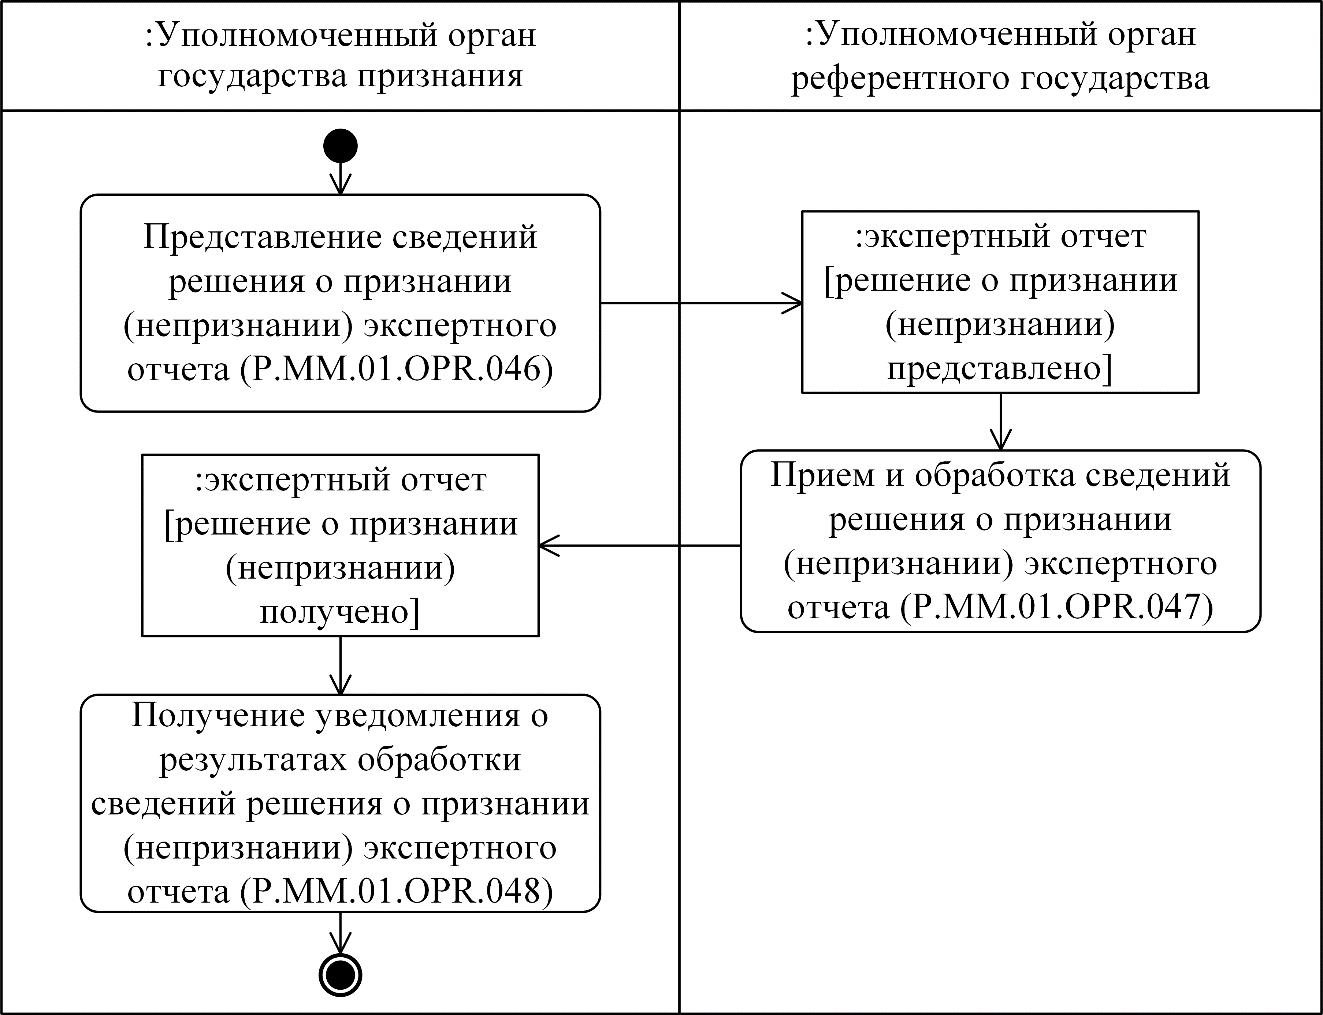 :Уполномоченный орган
государства признания
:Уполномоченный орган
референтного государства
Представление сведений
решения о признании
(непризнании) экспертного
отчета (P.MM.01.OPR.046)
:экспертный отчет
[решение о признании
(непризнании)
представлено]
Прием и обработка сведений
решения о признании
(непризнании) экспертного
отчета (P.MM.01.OPR.047)
:экспертный отчет
[решение о признании
(непризнании)
получено]
Получение уведомления о
результатах обработки
сведений решения о признании
(непризнании) экспертного
отчета (P.MM.01.OPR.048)